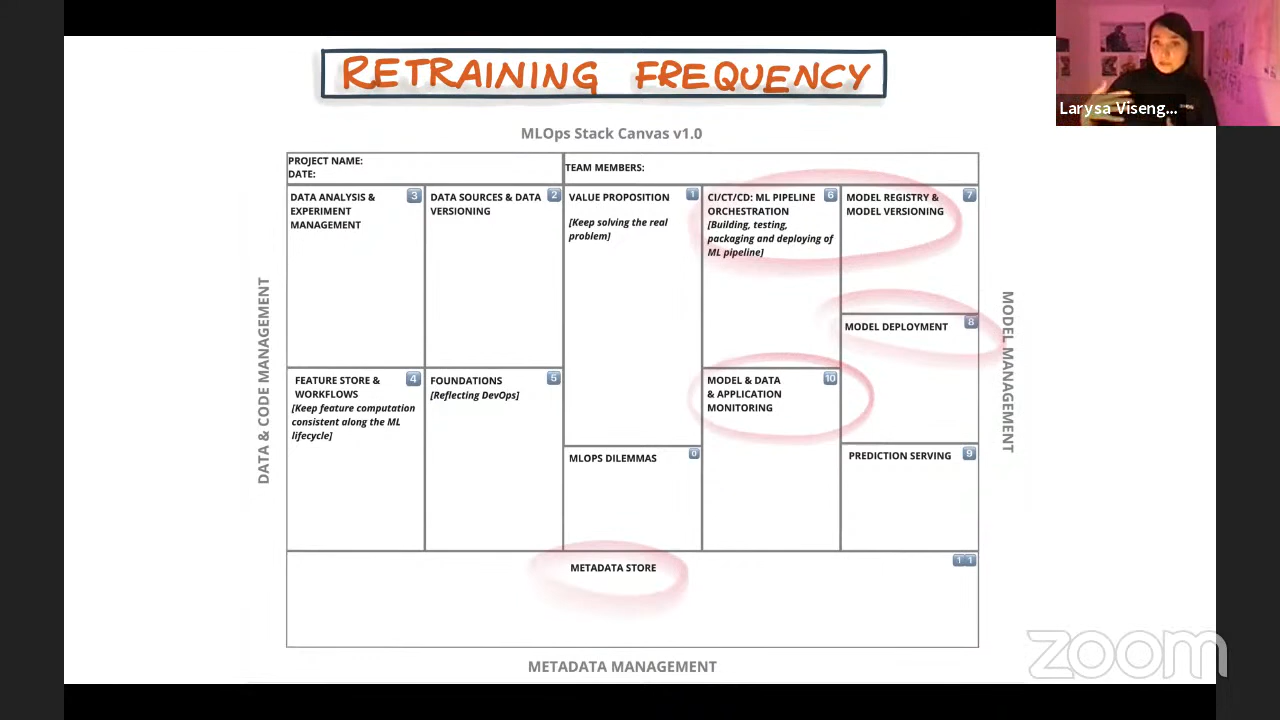 RETRAINING FREQUENCY
Larysa Viseng...
MLOps Stack Canvas v1.0
PROJECT NAME:
DATE:
TEAM MEMBERS:
DATA ANALYSIS &
EXPERIMENT
MANAGEMENT
3
DATA SOURCES & DATA
VERSIONING
2
VALUE PROPOSITION
[Keep solving the real
problem]
1
CI/CT/CD: ML PIPELINE
ORCHESTRATION
[Building, testing,
packaging and deploying of
ML pipeline]
6
MODEL REGISTRY &
MODEL VERSIONING
7
MODEL DEPLOYMENT
8
FEATURE STORE &
WORKFLOWS
[Keep feature computation
consistent along the ML
lifecycle]
4
FOUNDATIONS
[Reflecting DevOps]
5
MODEL & DATA
& APPLICATION
MONITORING
10
MLOPS DILEMMAS
0
PREDICTION SERVING
9
METADATA STORE
11
DATA & CODE MANAGEMENT
MODEL MANAGEMENT
METADATA MANAGEMENT
zoom